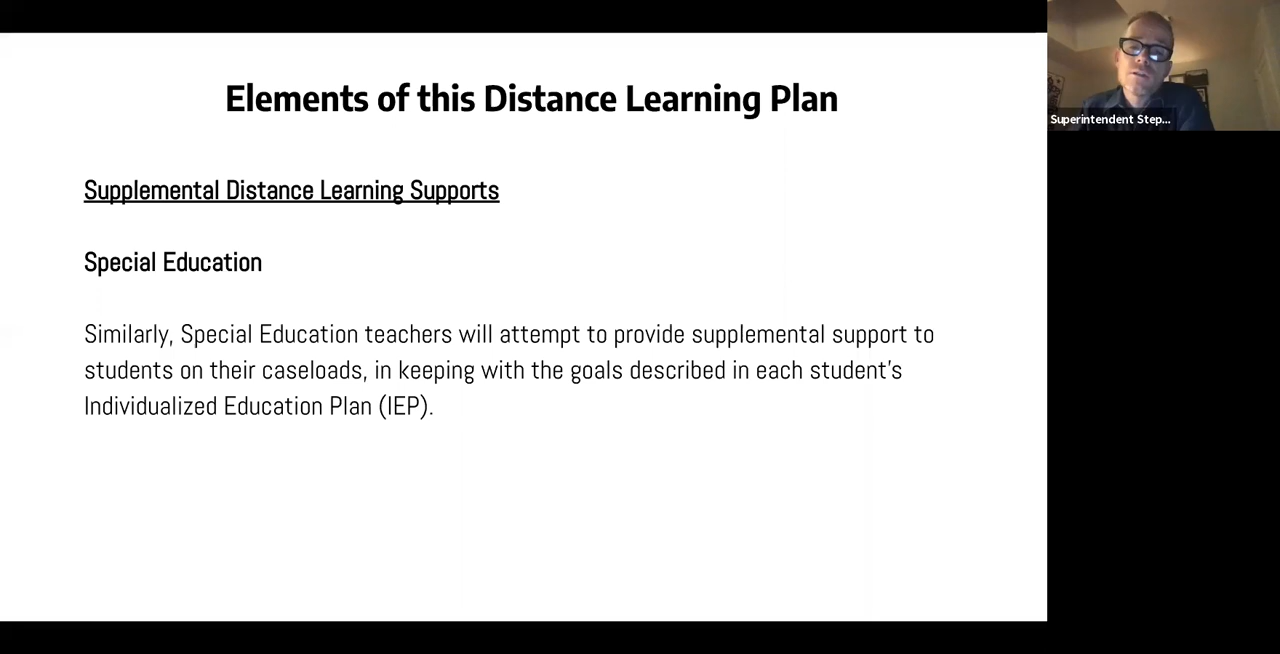 Elements of this Distance Learning Plan
Superintendent Step...
Supplemental Distance Learning Supports
Special Education
Similarly, Special Education teachers will attempt to provide supplemental support to
students on their caseloads, in keeping with the goals described in each student’s
Individualized Education Plan (IEP).